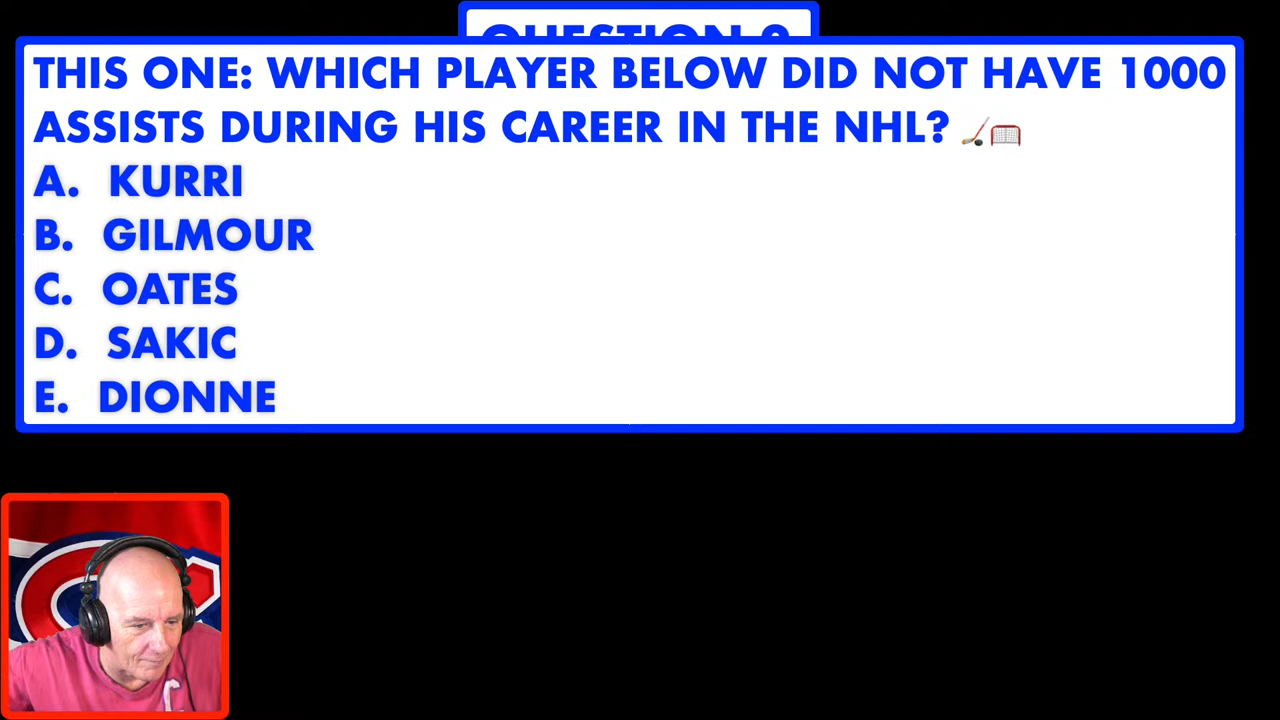 QUESTION
THIS ONE: WHICH PLAYER BELOW DID NOT HAVE 1000
ASSISTS DURING HIS CAREER IN THE NHL?
A. KURRI
B. GILMOUR
C. OATES
D. SAKIC
E. DIONNE